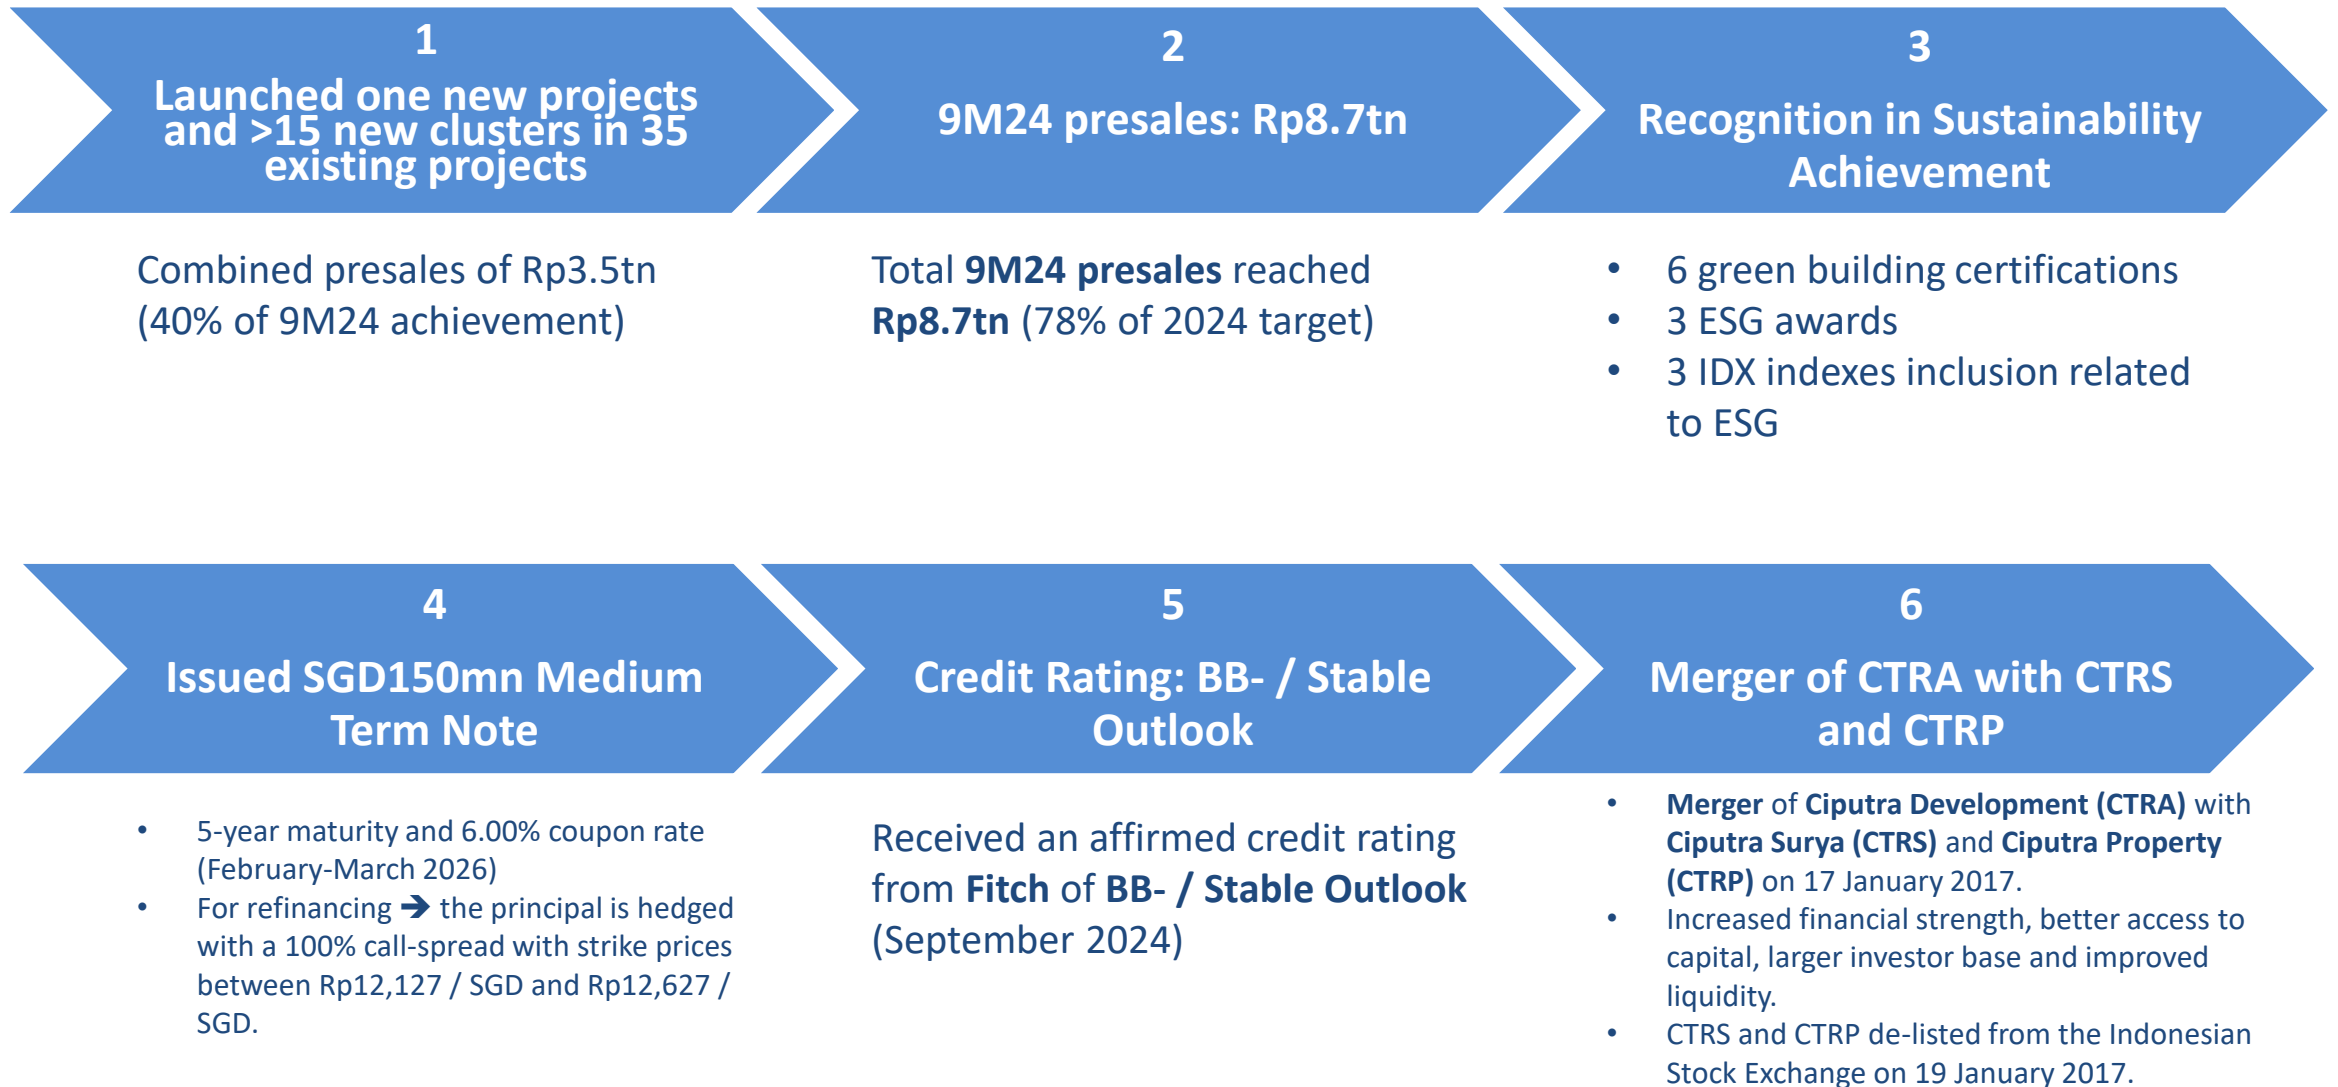 1
Launched one new projects
and >15 new clusters in 35
existing projects
Combined presales of Rp3.5tn
(40% of 9M24 achievement)
2
9M24 presales: Rp8.7tn
Total 9M24 presales reached
Rp8.7tn (78% of 2024 target)
3
Recognition in Sustainability
Achievement
• 6 green building certifications
• 3 ESG awards
• 3 IDX indexes inclusion related
to ESG
4
Issued SGD150mn Medium
Term Note
• 5-year maturity and 6.00% coupon rate
(February-March 2026)
• For refinancing ➔ the principal is hedged
with a 100% call-spread with strike prices
between Rp12,127 / SGD and Rp12,627 /
SGD.
5
Credit Rating: BB- / Stable
Outlook
Received an affirmed credit rating
from Fitch of BB- / Stable Outlook
(September 2024)
6
Merger of CTRA with CTRS
and CTRP
• Merger of Ciputra Development (CTRA) with
Ciputra Surya (CTRS) and Ciputra Property
(CTRP) on 17 January 2017.
• Increased financial strength, better access to
capital, larger investor base and improved
liquidity.
• CTRS and CTRP de-listed from the Indonesian
Stock Exchange on 19 January 2017.